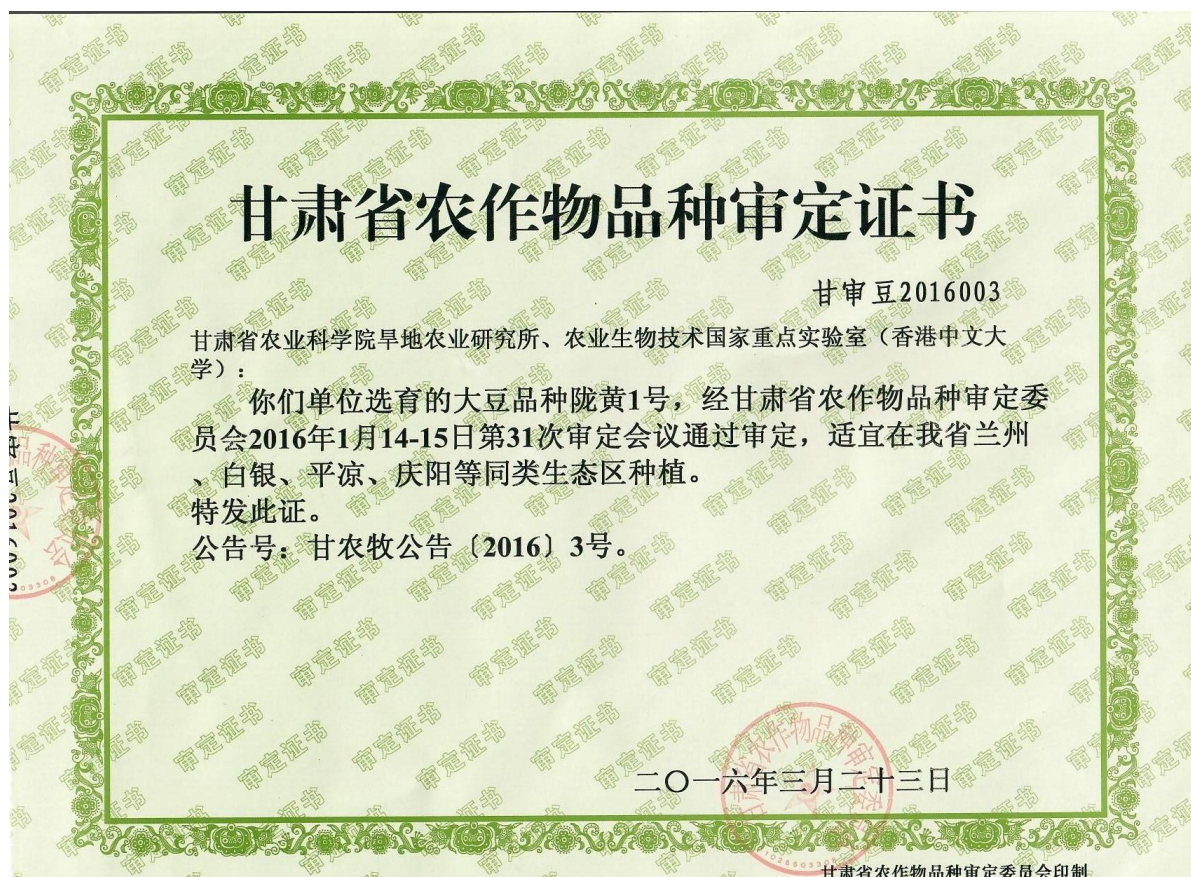 甘肃省农作物品种审定证书
甘审豆2016003
甘肃省农业科学院旱地农业研究所、农业生物技术国家重点实验室（香港中文大
学）：
你们单位选育的大豆品种陇黄1号，经甘肃省农作物品种审定委
员会2016年1月14-15日第31次审定会议通过审定，适宜在我省兰州
、白银、平凉、庆阳等同类生态区种植。
特发此证。
公告号：甘农牧公告〔2016〕3号。
二〇一六年三月二十三日
甘肃省农作物品种审定委员会印制
审定证书